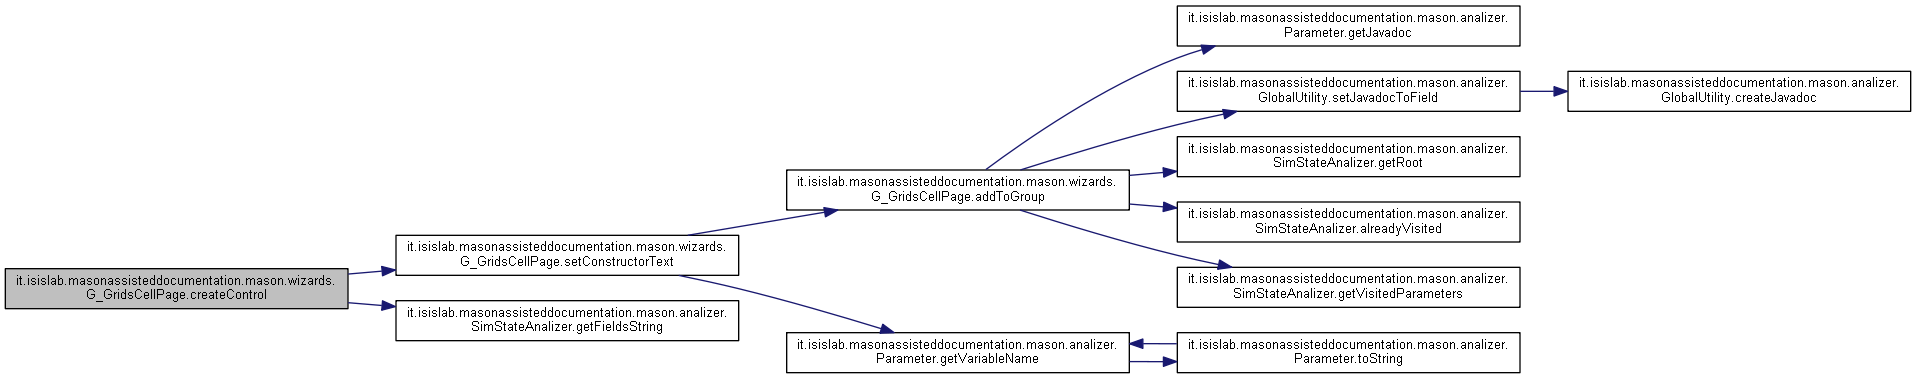 it.isislab.masonassisteddocumentation.mason.wizards.
G_GridsCellPage.createControl
it.isislab.masonassisteddocumentation.mason.wizards.
G_GridsCellPage.setConstructorText
it.isislab.masonassisteddocumentation.mason.analizer.
SimStateAnalizer.getFieldsString
it.isislab.masonassisteddocumentation.mason.wizards.
G_GridsCellPage.addToGroup
it.isislab.masonassisteddocumentation.mason.analizer.
Parameter.getVariableName
it.isislab.masonassisteddocumentation.mason.analizer.
Parameter.getJavadoc
it.isislab.masonassisteddocumentation.mason.analizer.
GlobalUtility.setJavadocToField
it.isislab.masonassisteddocumentation.mason.analizer.
SimStateAnalizer.getRoot
it.isislab.masonassisteddocumentation.mason.analizer.
SimStateAnalizer.alreadyVisited
it.isislab.masonassisteddocumentation.mason.analizer.
SimStateAnalizer.getVisitedParameters
it.isislab.masonassisteddocumentation.mason.analizer.
Parameter.toString
it.isislab.masonassisteddocumentation.mason.analizer.
GlobalUtility.createJavadoc